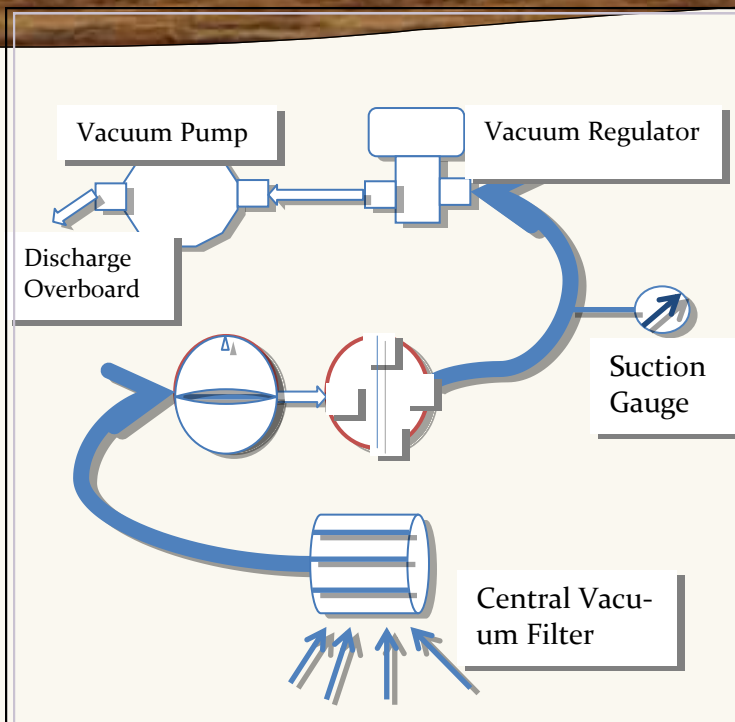 Vacuum Pump
Vacuum Regulator
Discharge
Overboard
Suction
Gauge
Central Vacu-
um Filter